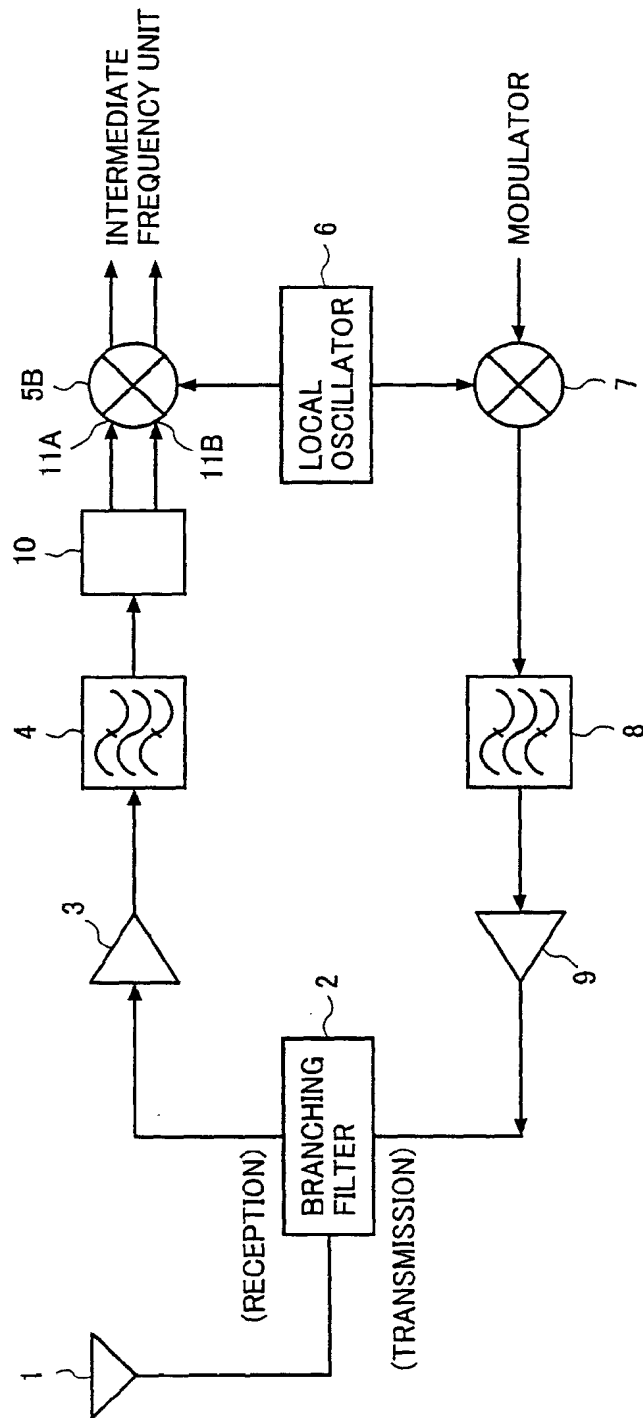 1
(RECEPTION)
BRANCHING
FILTER
2
(TRANSMISSION)
3
4
10
11A
5B
11B
INTERMEDIATE
FREQUENCY UNIT
LOCAL
OSCILLATOR
6
MODULATOR
7
8
9